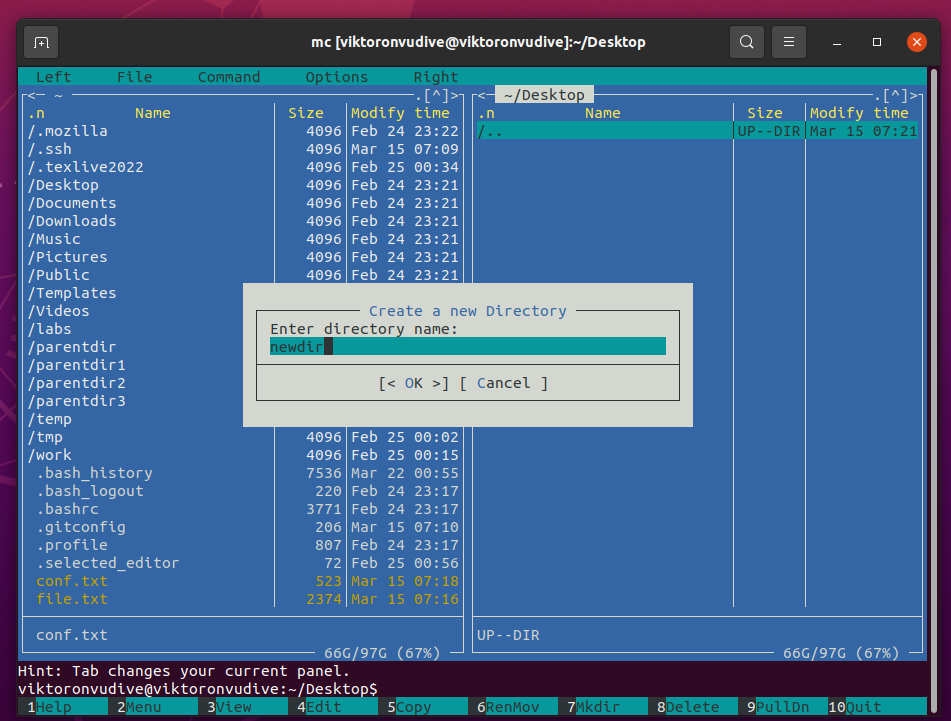 mc [viktoronvudive@viktoronvudive]:~/Desktop
Left File Command Options Right
<─ ~ .[^]> <─ ~/Desktop .[^]>
.n Name Size Modify time .n Name Size Modify time
/.mozilla 4096 Feb 24 23:22 /.. UP--DIR Mar 15 07:21
/.ssh 4096 Mar 15 07:09
/.texlive2022 4096 Feb 25 00:34
/Desktop 4096 Feb 24 23:21
/Documents 4096 Feb 24 23:21
/Downloads 4096 Feb 24 23:21
/Music 4096 Feb 24 23:21
/Pictures 4096 Feb 24 23:21
/Public 4096 Feb 24 23:21
/Templates
/Videos
/labs
/parentdir
/parentdir1
/parentdir2
/parentdir3
/temp
/tmp 4096 Feb 25 00:02
/work 4096 Feb 25 00:15
.bash_history 7536 Mar 22 00:55
.bash_logout 220 Feb 24 23:17
.bashrc 3771 Feb 24 23:17
.gitconfig 206 Mar 15 07:10
.profile 807 Feb 24 23:17
.selected_editor 72 Feb 25 00:56
conf.txt 523 Mar 15 07:18
file.txt 2374 Mar 15 07:16
Create a new Directory
Enter directory name:
newdir
[< OK >] [ Cancel ]
conf.txt UP--DIR
66G/97G (67%) 66G/97G (67%)
Hint: Tab changes your current panel.
viktoronvudive@viktoronvudive:~/Desktop$
1Help 2Menu 3View 4Edit 5Copy 6RenMov 7Mkdir 8Delete 9PullDn 10Quit